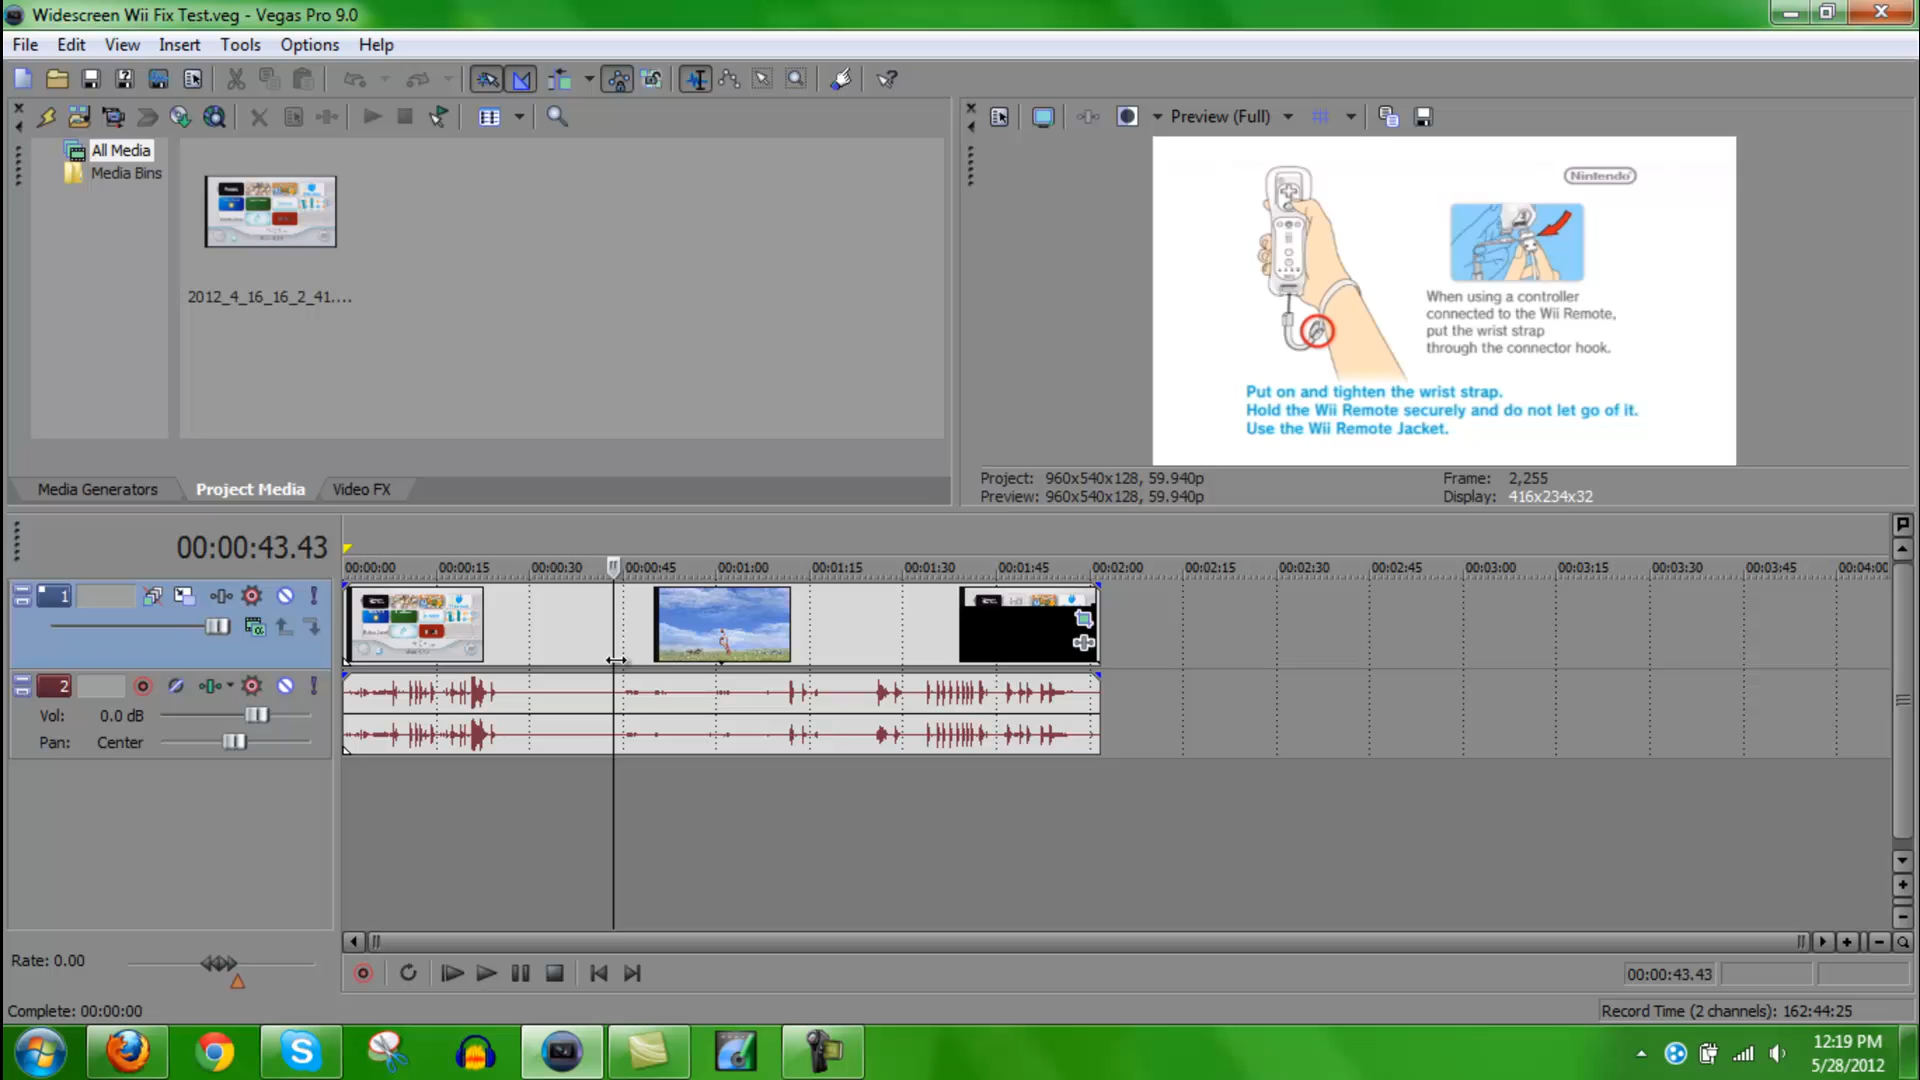 Widescreen Wii Fix Test.veg - Vegas Pro 9.0
File Edit View Insert Tools Options Help
Preview (Full)
All Media
Media Bins
2012_4_16_16_2_41....
Nintendo
When using a controller
connected to the Wii Remote,
put the wrist strap
through the connector hook.
Put on and tighten the wrist strap.
Hold the Wii Remote securely and do not let go of it.
Use the Wii Remote Jacket.
Project: 960x540x128, 59.940p Frame: 2,255
Preview: 960x540x128, 59.940p Display: 416x234x32
Media Generators Project Media Video FX
00:00:43.43
00:00:00 00:00:15 00:00:30 00:00:45 00:01:00 00:01:15 00:01:30 00:01:45 00:02:00 00:02:15 00:02:30 00:02:45 00:03:00 00:03:15 00:03:30 00:03:45 00:04:00
1
2
Vol: 0.0 dB
Pan: Center
Rate: 0.00
00:00:43.43
Complete: 00:00:00
Record Time (2 channels): 162:44:25
12:19 PM
5/28/2012